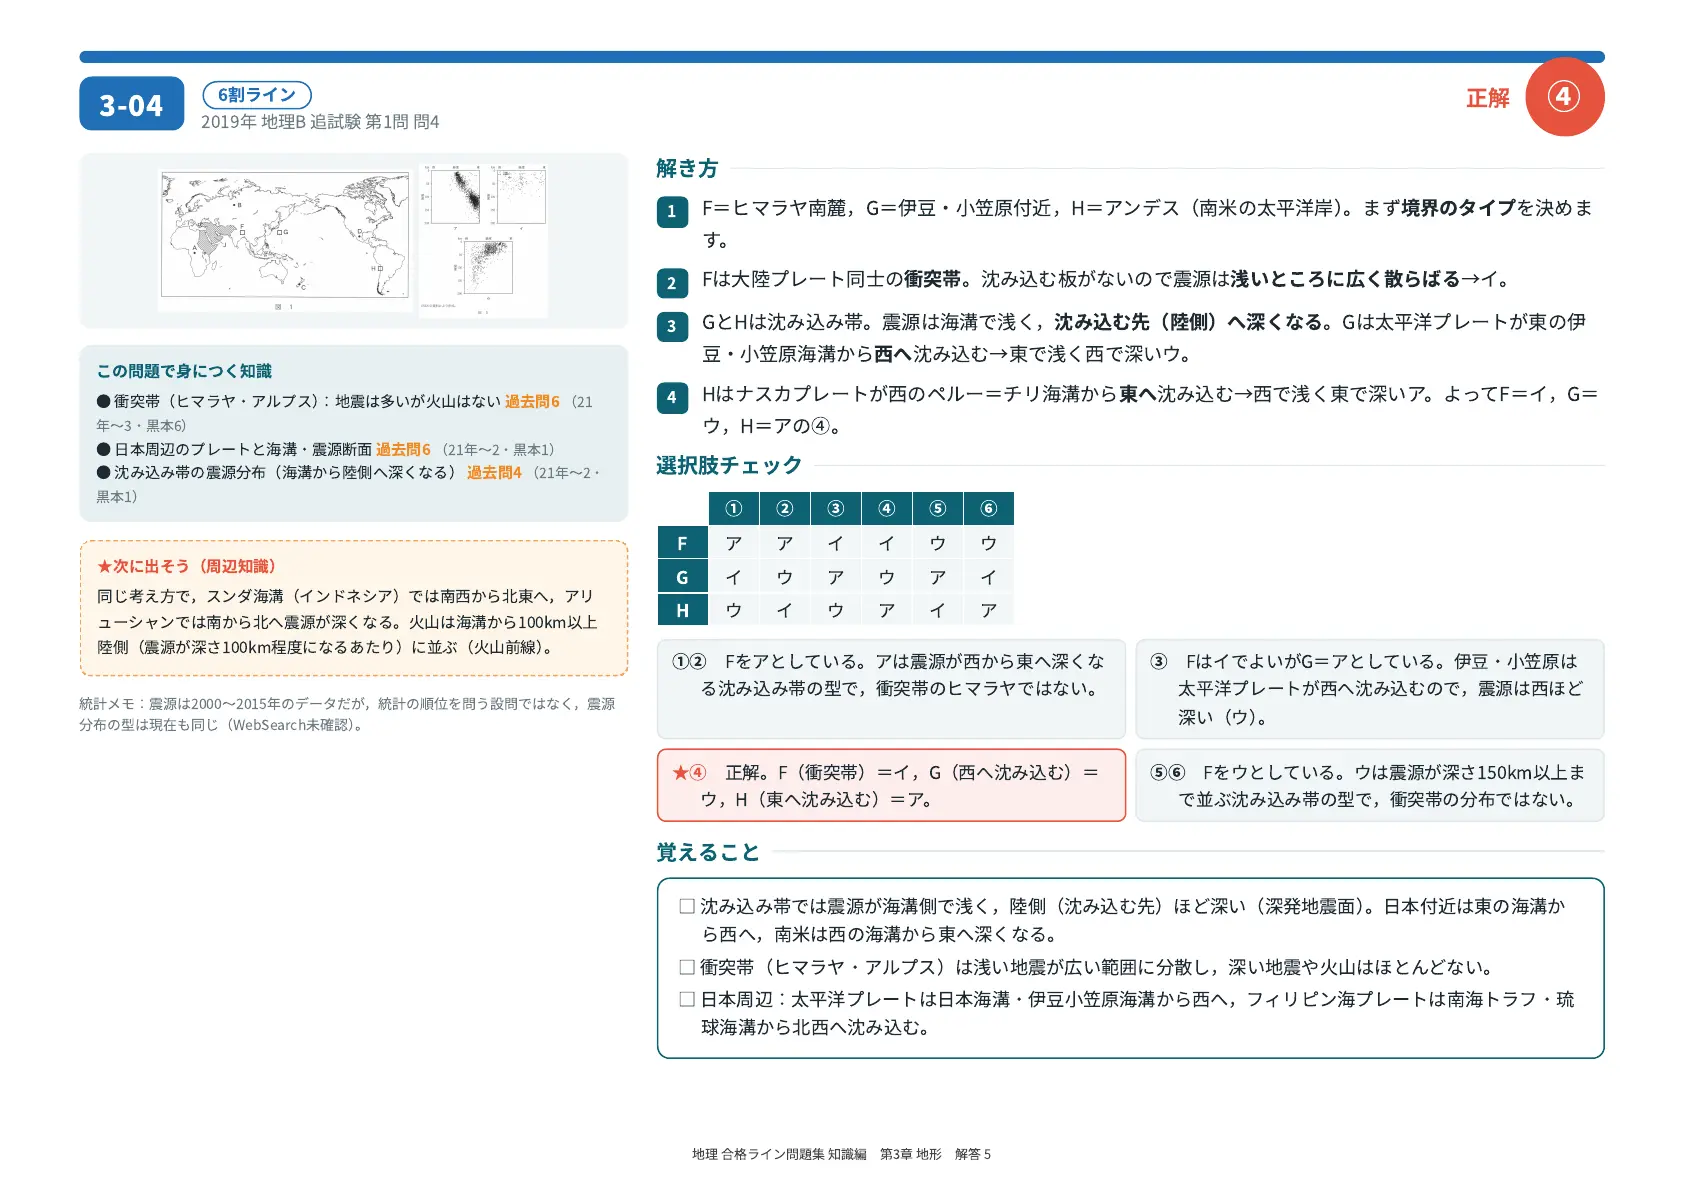 3-04
6割ライン
2019年 地理B 追試験 第1問 問4
正解 ④
F
G
H
A
B
C
D
J
図 1
ア
イ
この問題で身につく知識
●衝突帯（ヒマラヤ・アルプス）：地震は多いが火山はない 過去問6 （21
年〜3・黒本6）
●日本周辺のプレートと海溝・震源断面 過去問6 （21年〜2・黒本1）
●沈み込み帯の震源分布（海溝から陸側へ深くなる） 過去問4 （21年〜2・
黒本1）
★次に出そう（周辺知識）
同じ考え方で，スンダ海溝（インドネシア）では南西から北東へ，アリ
ューシャンでは南から北へ震源が深くなる。火山は海溝から100km以上
陸側（震源が深さ100km程度になるあたり）に並ぶ（火山前線）。
統計メモ：震源は2000〜2015年のデータだが，統計の順位を問う設問ではなく，震源
分布の型は現在も同じ（WebSearch未確認）。
解き方
1 F＝ヒマラヤ南麓，G＝伊豆・小笠原付近，H＝アンデス（南米の太平洋岸）。まず境界のタイプを決めま
す。
2 Fは大陸プレート同士の衝突帯。沈み込む板がないので震源は浅いところに広く散らばる→イ。
3 GとHは沈み込み帯。震源は海溝で浅く，沈み込む先（陸側）へ深くなる。Gは太平洋プレートが東の伊
豆・小笠原海溝から西へ沈み込む→東で浅く西で深いウ。
4 Hはナスカプレートが西のペルー＝チリ海溝から東へ沈み込む→西で浅く東で深いア。よってF＝イ，G＝
ウ，H＝アの④。
選択肢チェック
① ② ③ ④ ⑤ ⑥
F ア ア イ イ ウ ウ
G イ ウ ア ウ ア イ
H ウ イ ウ ア イ ア
①② Fをアとしている。アは震源が西から東へ深くな
る沈み込み帯の型で，衝突帯のヒマラヤではない。
③ FはイでよいがG＝アとしている。伊豆・小笠原は
太平洋プレートが西へ沈み込むので，震源は西ほど
深い（ウ）。
★④ 正解。F（衝突帯）＝イ，G（西へ沈み込む）＝
ウ，H（東へ沈み込む）＝ア。
⑤⑥ Fをウとしている。ウは震源が深さ150km以上ま
で並ぶ沈み込み帯の型で，衝突帯の分布ではない。
覚えること
□ 沈み込み帯では震源が海溝側で浅く，陸側（沈み込む先）ほど深い（深発地震面）。日本付近は東の海溝か
ら西へ，南米は西の海溝から東へ深くなる。
□ 衝突帯（ヒマラヤ・アルプス）は浅い地震が広い範囲に分散し，深い地震や火山はほとんどない。
□ 日本周辺：太平洋プレートは日本海溝・伊豆小笠原海溝から西へ，フィリピン海プレートは南海トラフ・琉
球海溝から北西へ沈み込む。
地理 合格ライン問題集 知識編 第3章 地形 解答 5